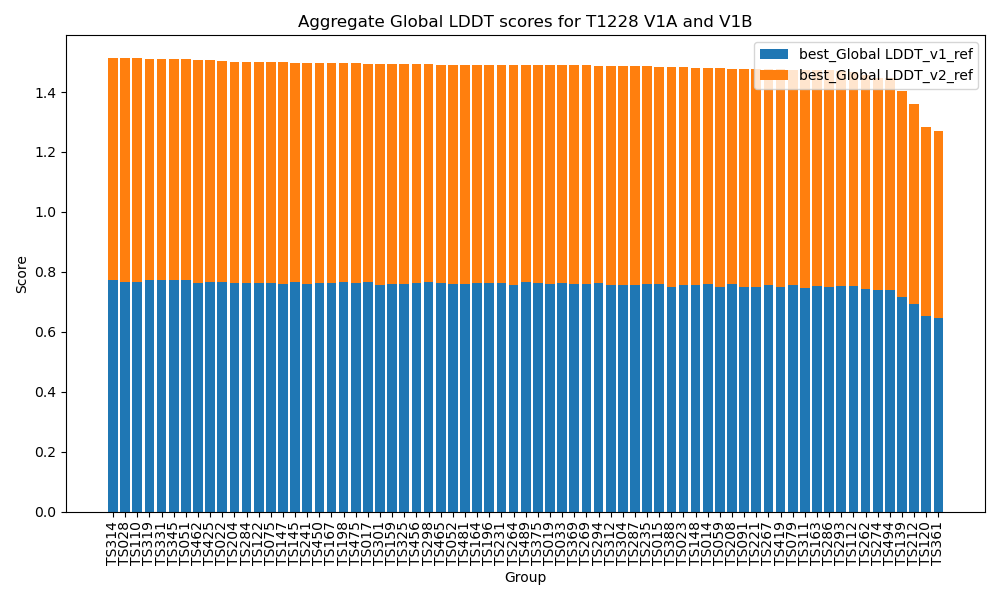 Aggregate Global LDDT scores for T1228 V1A and V1B
best_Global LDDT_v1_ref
best_Global LDDT_v2_ref
Score
1.4
1.2
1.0
0.8
0.6
0.4
0.2
0.0
TS314
TS028
TS110
TS319
TS331
TS345
TS051
TS462
TS425
TS022
TS204
TS284
TS122
TS075
TS147
TS145
TS241
TS450
TS167
TS198
TS475
TS097
TS301
TS159
TS325
TS456
TS298
TS465
TS052
TS481
TS164
TS196
TS231
TS264
TS489
TS375
TS019
TS033
TS369
TS269
TS294
TS312
TS304
TS287
TS205
TS015
TS388
TS023
TS148
TS014
TS059
TS208
TS091
TS221
TS267
TS419
TS079
TS311
TS163
TS286
TS293
TS112
TS262
TS274
TS494
TS139
TS212
TS120
TS361
Group